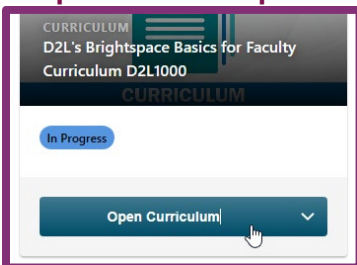 CURRICULUM
D2L's Brightspace Basics for Faculty
Curriculum D2L1000
CURRICULUM
In Progress
Open Curriculum